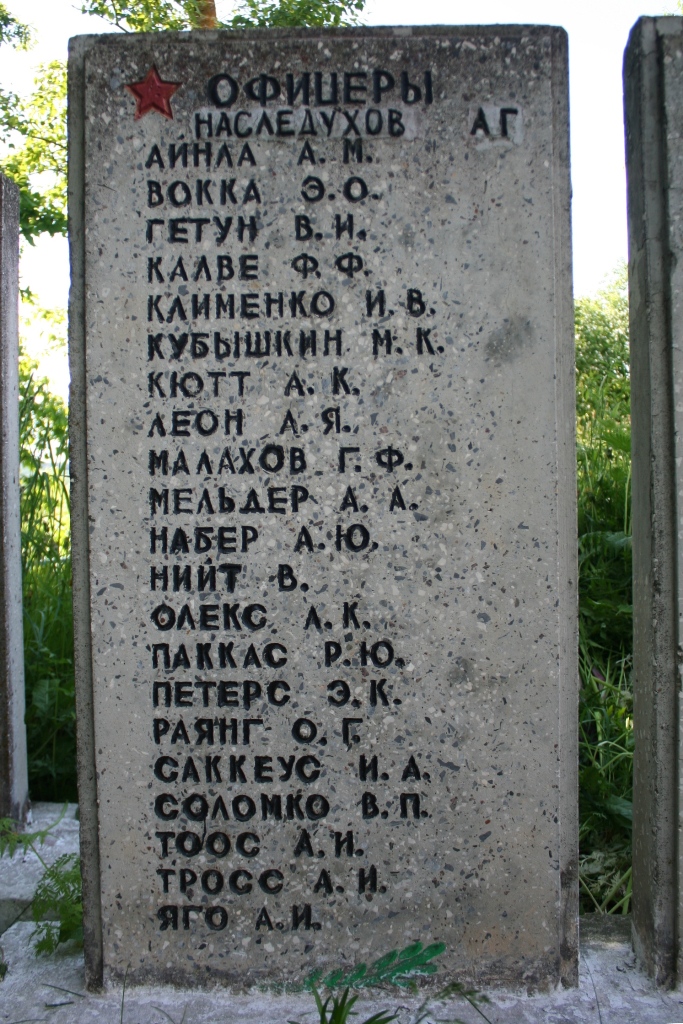 ОФИЦЕРЫ
НАСЛЕДУХОВ АГ
АЙНЛА А. М.
ВОККА Э. О.
ГЕТУН В. И.
КАЛВЕ Ф. Ф.
КЛИМЕНКО И. В.
КУБЫШКИН М. К.
КЮТТ А. К.
ЛЕОН А. Я.
МАЛАХОВ Г. Ф.
МЕЛЬДЕР А. А.
НАБЕР А. Ю.
НИЙТ В.
ОЛЕКС А. К.
ПАККАС Р. Ю.
ПЕТЕРС Э. К.
РАЯНГ О. Г.
САККЕУС И. А.
СОЛОМКО В. П.
ТООС А. И.
ТРОСС А. И.
ЯГО А. И.